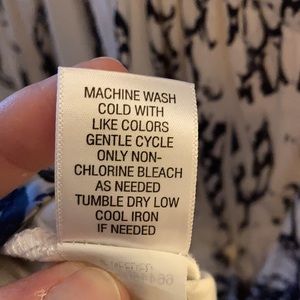 MACHINE WASH
COLD WITH
LIKE COLORS
GENTLE CYCLE
ONLY NON-
CHLORINE BLEACH
AS NEEDED
TUMBLE DRY LOW
COOL IRON
IF NEEDED